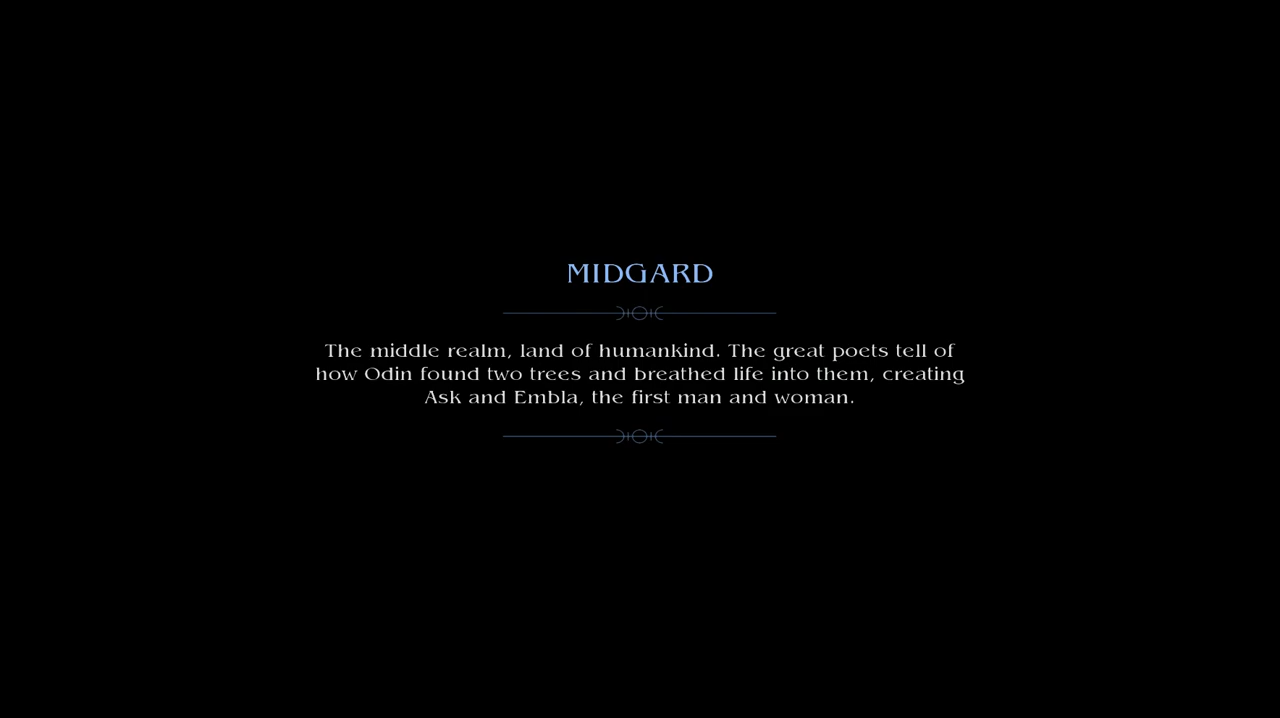 MIDGARD
The middle realm, land of humankind. The great poets tell of
how Odin found two trees and breathed life into them, creating
Ask and Embla, the first man and woman.